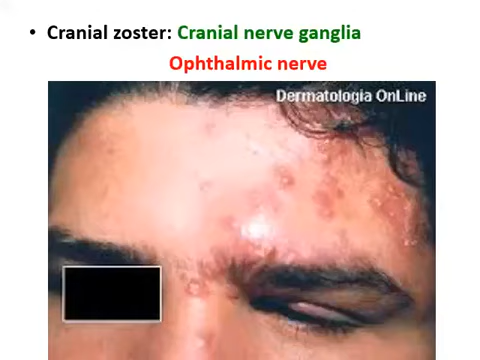 • Cranial zoster: Cranial nerve ganglia
Ophthalmic nerve
Dermatologia OnLine